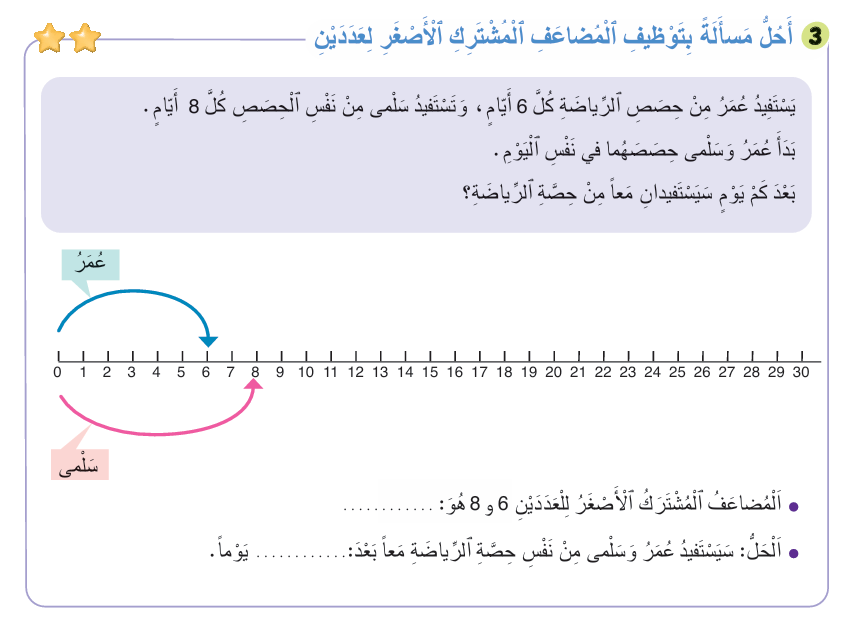 3 أَحُلُّ مَسأَلَةً بِتَوْظيفِ ٱلْمُضاعَفِ ٱلْمُشْتَرِكِ ٱلْأَصْغَرِ لِعَدَدَيْنِ
يَسْتَفيدُ عُمَرُ مِنْ حِصَصِ ٱلرِّياضَةِ كُلَّ 6 أَيّامٍ، وَتَسْتَفيدُ سَلْمى مِنْ نَفْسِ ٱلْحِصَصِ كُلَّ 8 أَيّامٍ.
بَدَأَ عُمَرُ وَسَلْمى حِصَصَهُما في نَفْسِ ٱلْيَوْمِ.
بَعْدَ كَمْ يَوْمٍ سَيَسْتَفيدانِ مَعاً مِنْ حِصَّةِ ٱلرِّياضَةِ؟
عُمَرُ
0 1 2 3 4 5 6 7 8 9 10 11 12 13 14 15 16 17 18 19 20 21 22 23 24 25 26 27 28 29 30
سَلْمى
• اَلْمُضاعَفُ ٱلْمُشْتَرَكُ ٱلْأَصْغَرُ لِلْعَدَدَيْنِ 6 و 8 هُوَ: ............
• اَلْحَلُّ: سَيَسْتَفيدُ عُمَرُ وَسَلْمى مِنْ نَفْسِ حِصَّةِ ٱلرِّياضَةِ مَعاً بَعْدَ:............ يَوْماً.